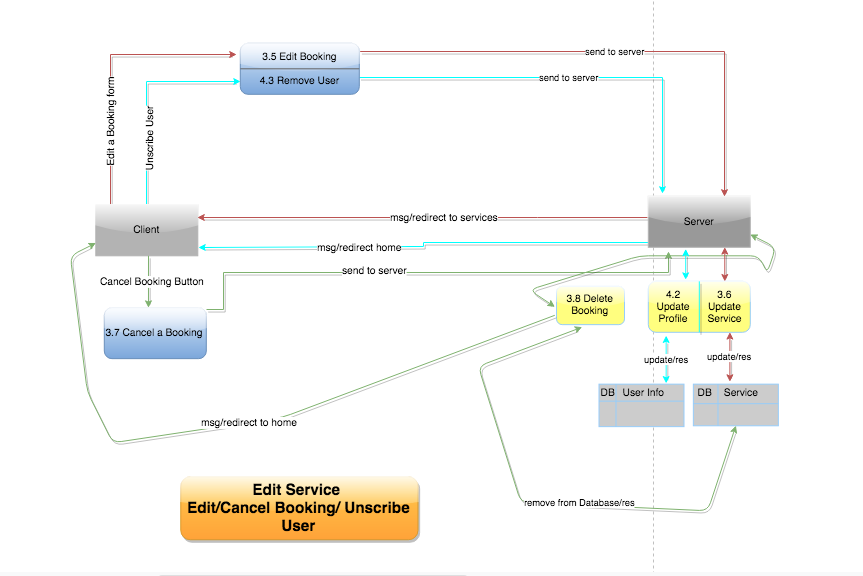 send to server
3.5 Edit Booking
4.3 Remove User
send to server
Edit a Booking form
Unscribe User
msg/redirect to services
Server
Client
msg/redirect home
send to server
Cancel Booking Button
3.8 Delete
Booking
4.2
Update
Profile
3.6
Update
Service
3.7 Cancel a Booking
update/res
update/res
DB
User Info
DB
Service
msg/redirect to home
Edit Service
Edit/Cancel Booking/ Unscribe
User
remove from Database/res